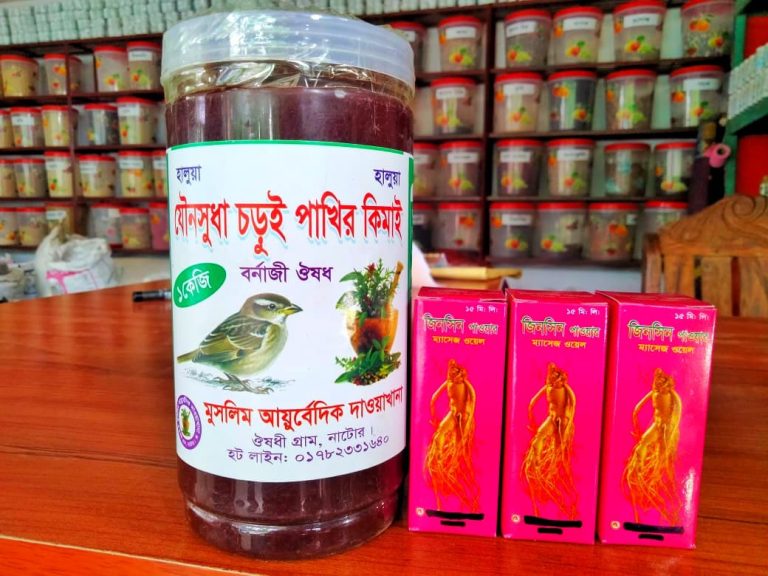 হালুয়া হালুয়া
যৌনসুধা চড়ুই পাখির কিমাই
বর্নাজী ঔষধ
১কেজি
মুসলিম আয়ুর্বেদিক দাওয়াখানা
ঔষধী গ্রাম, নাটোর।
হট লাইন: ০১৭৮২৩৩১৬৪০
১৫ মি: লি:
জিনসিন পাওয়ার
ম্যাসেজ ওয়েল
১৫ মি: লি:
জিনসিন পাওয়ার
ম্যাসেজ ওয়েল
১৫ মি: লি:
জিনসিন পাওয়ার
ম্যাসেজ ওয়েল